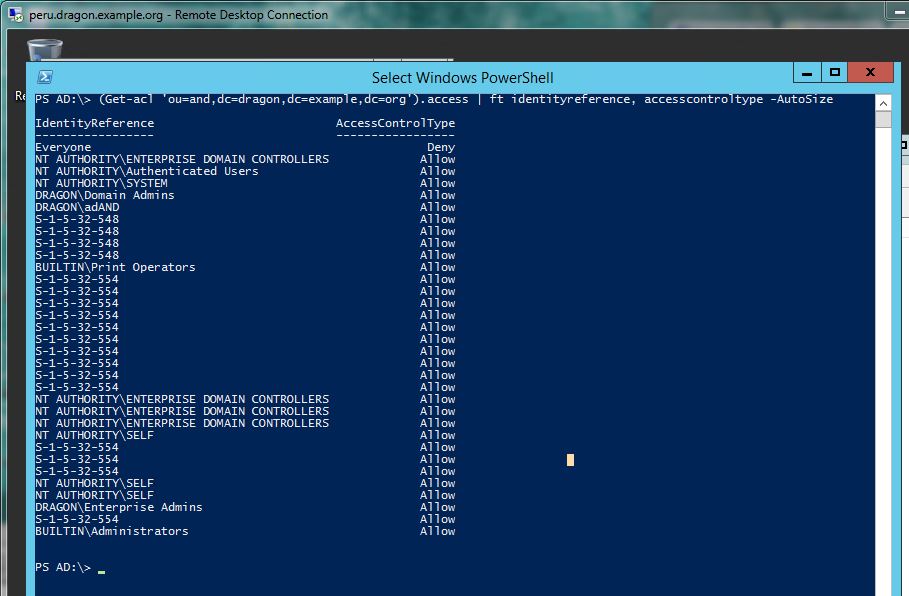 peru.dragon.example.org - Remote Desktop Connection
Select Windows PowerShell
Re
PS AD:\> (Get-acl 'ou=and,dc=dragon,dc=example,dc=org').access | ft identityreference, accesscontroltype -AutoSize
IdentityReference AccessControlType
----------------- -----------------
Everyone Deny
NT AUTHORITY\ENTERPRISE DOMAIN CONTROLLERS Allow
NT AUTHORITY\Authenticated Users Allow
NT AUTHORITY\SYSTEM Allow
DRAGON\Domain Admins Allow
DRAGON\adAND Allow
S-1-5-32-548 Allow
S-1-5-32-548 Allow
S-1-5-32-548 Allow
S-1-5-32-548 Allow
BUILTIN\Print Operators Allow
S-1-5-32-554 Allow
S-1-5-32-554 Allow
S-1-5-32-554 Allow
S-1-5-32-554 Allow
S-1-5-32-554 Allow
S-1-5-32-554 Allow
S-1-5-32-554 Allow
S-1-5-32-554 Allow
S-1-5-32-554 Allow
S-1-5-32-554 Allow
NT AUTHORITY\ENTERPRISE DOMAIN CONTROLLERS Allow
NT AUTHORITY\ENTERPRISE DOMAIN CONTROLLERS Allow
NT AUTHORITY\ENTERPRISE DOMAIN CONTROLLERS Allow
NT AUTHORITY\SELF Allow
S-1-5-32-554 Allow
S-1-5-32-554 Allow
S-1-5-32-554 Allow
NT AUTHORITY\SELF Allow
NT AUTHORITY\SELF Allow
DRAGON\Enterprise Admins Allow
S-1-5-32-554 Allow
BUILTIN\Administrators Allow
PS AD:\>